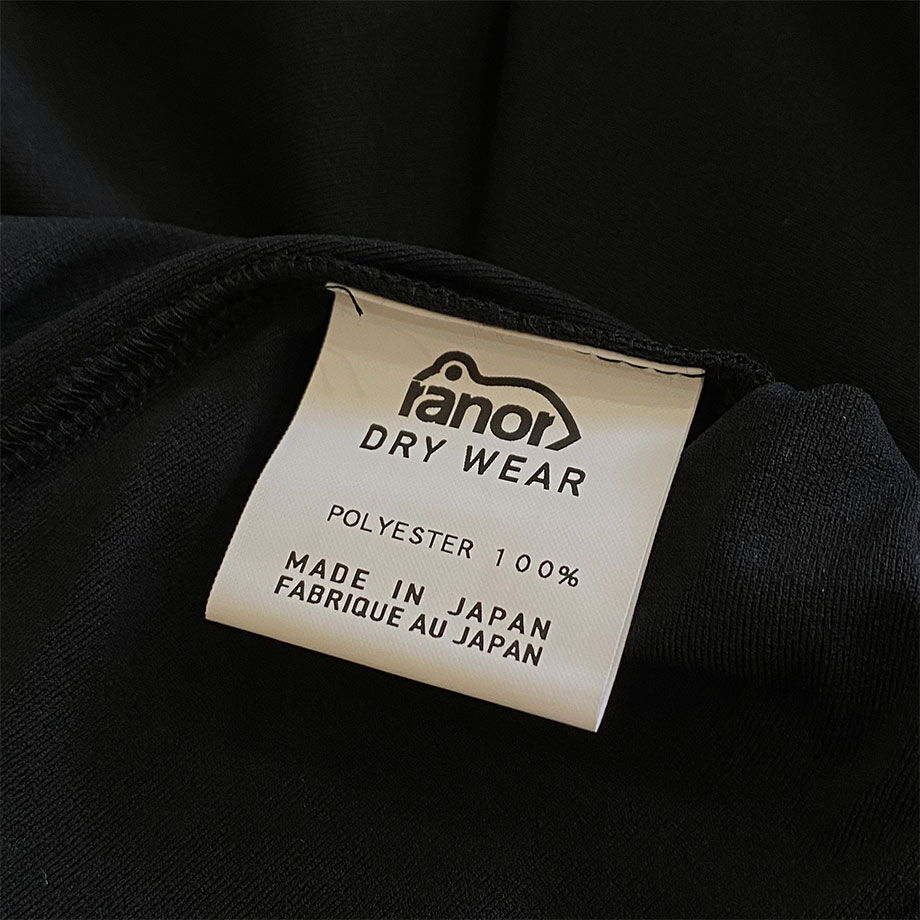 ranor
DRY WEAR
POLYESTER 100%
MADE IN JAPAN
FABRIQUE AU JAPAN